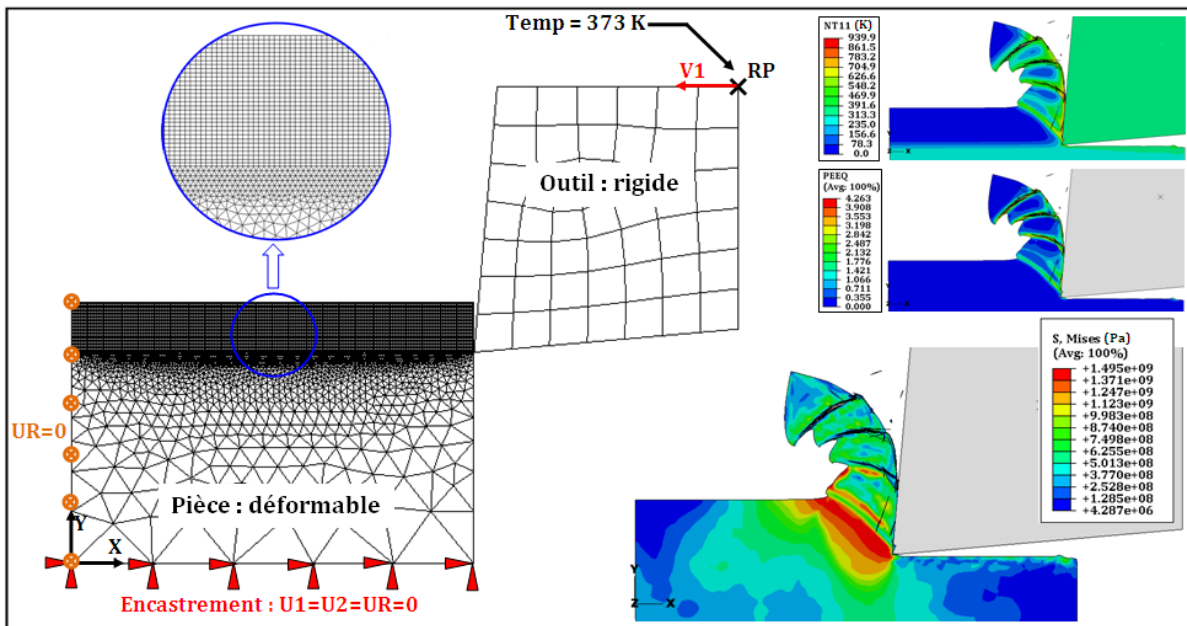 Temp = 373 K
RP
V1
Outil : rigide
UR=0
Pièce : déformable
Y
X
Encastrement : U1=U2=UR=0
NT11 (K)
939.9
861.5
783.2
704.9
626.6
548.2
469.9
391.6
313.3
235.0
156.6
78.3
0.0
Y
Z X
PEEQ
(Avg: 100%)
4.263
3.908
3.553
3.198
2.842
2.487
2.132
1.776
1.421
1.066
0.711
0.355
0.000
Y
Z X
S, Mises (Pa)
(Avg: 100%)
+1.495e+09
+1.371e+09
+1.247e+09
+1.123e+09
+9.983e+08
+8.740e+08
+7.498e+08
+6.255e+08
+5.013e+08
+3.770e+08
+2.528e+08
+1.285e+08
+4.287e+06
Y
Z X